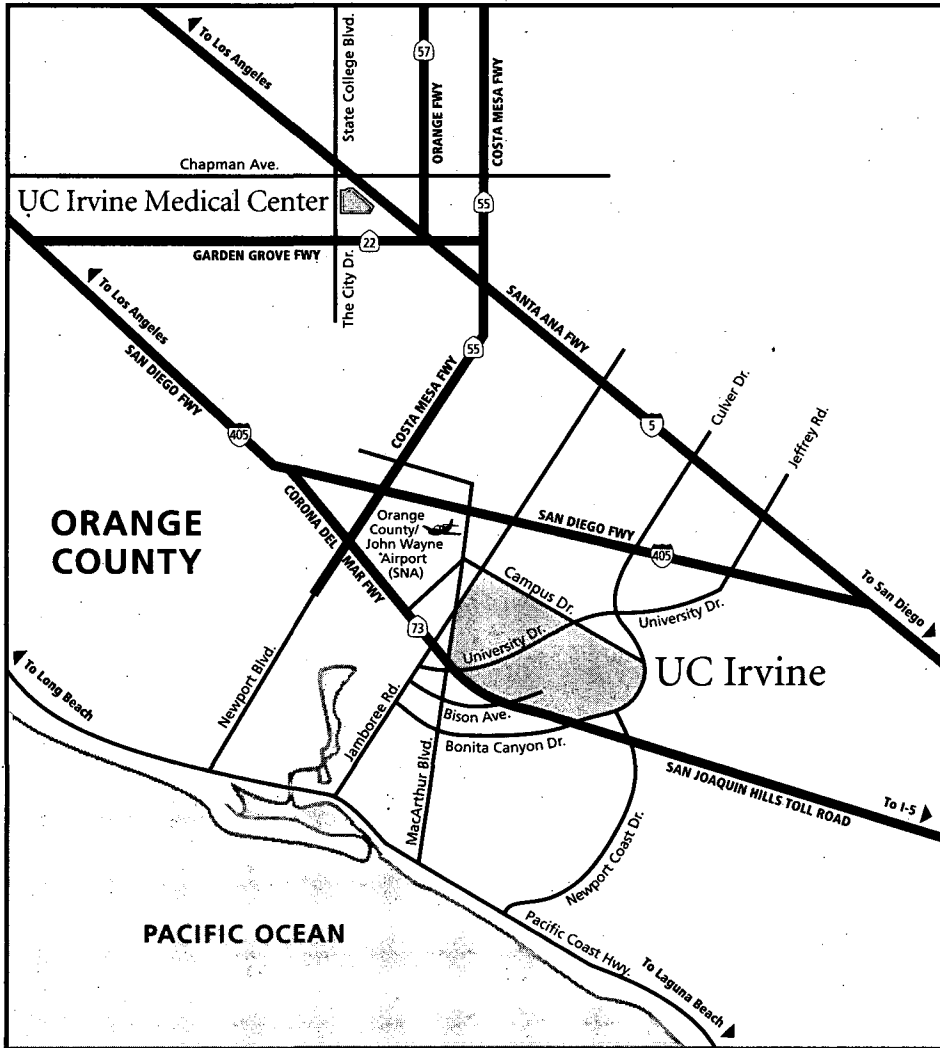 To Los Angeles
State College Blvd.
57
ORANGE FWY
COSTA MESA FWY
Chapman Ave.
UC Irvine Medical Center
55
22
GARDEN GROVE FWY
The City Dr.
To Los Angeles
SAN DIEGO FWY
SANTA ANA FWY
55
COSTA MESA FWY
405
5
Culver Dr.
Jeffrey Rd.
ORANGE
COUNTY
CORONA DEL MAR FWY
Orange
County/
John Wayne
Airport
(SNA)
SAN DIEGO FWY
405
Campus Dr.
To San Diego
73
University Dr.
University Dr.
UC Irvine
To Long Beach
Newport Blvd.
Jamboree Rd.
Bison Ave.
Bonita Canyon Dr.
MacArthur Blvd.
SAN JOAQUIN HILLS TOLL ROAD
To I-5
Newport Coast Dr.
PACIFIC OCEAN
Pacific Coast Hwy.
To Laguna Beach